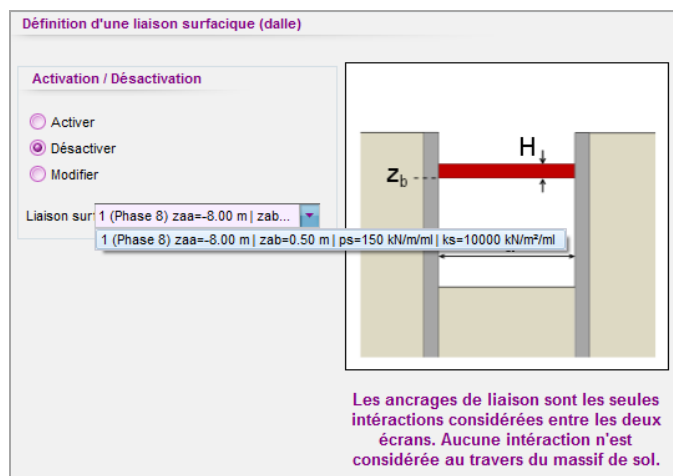 Définition d'une liaison surfacique (dalle)
Activation / Désactivation
Activer
Désactiver
Modifier
Liaison sur
1 (Phase 8) zaa=-8.00 m | zab...
1 (Phase 8) zaa=-8.00 m | zab=0.50 m | ps=150 kN/m/ml | ks=10000 kN/m²/ml
H
zb
Les ancrages de liaison sont les seules
intéractions considérées entre les deux
écrans. Aucune intéraction n'est
considérée au travers du massif de sol.